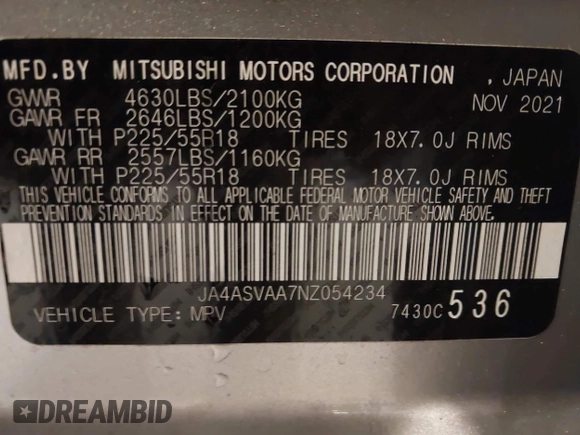 MFD.BY MITSUBISHI MOTORS CORPORATION , JAPAN
GVWR 4630LBS/2100KG NOV 2021
GAWR FR 2646LBS/1200KG
WITH P225/55R18 TIRES 18X7.0J RIMS
GAWR RR 2557LBS/1160KG
WITH P225/55R18 TIRES 18X7.0J RIMS
THIS VEHICLE CONFORMS TO ALL APPLICABLE FEDERAL MOTOR VEHICLE SAFETY AND THEFT
PREVENTION STANDARDS IN EFFECT ON THE DATE OF MANUFACTURE SHOWN ABOVE.
JA4ASVAA7NZ054234
VEHICLE TYPE: MPV 7430C 536
DREAMBID